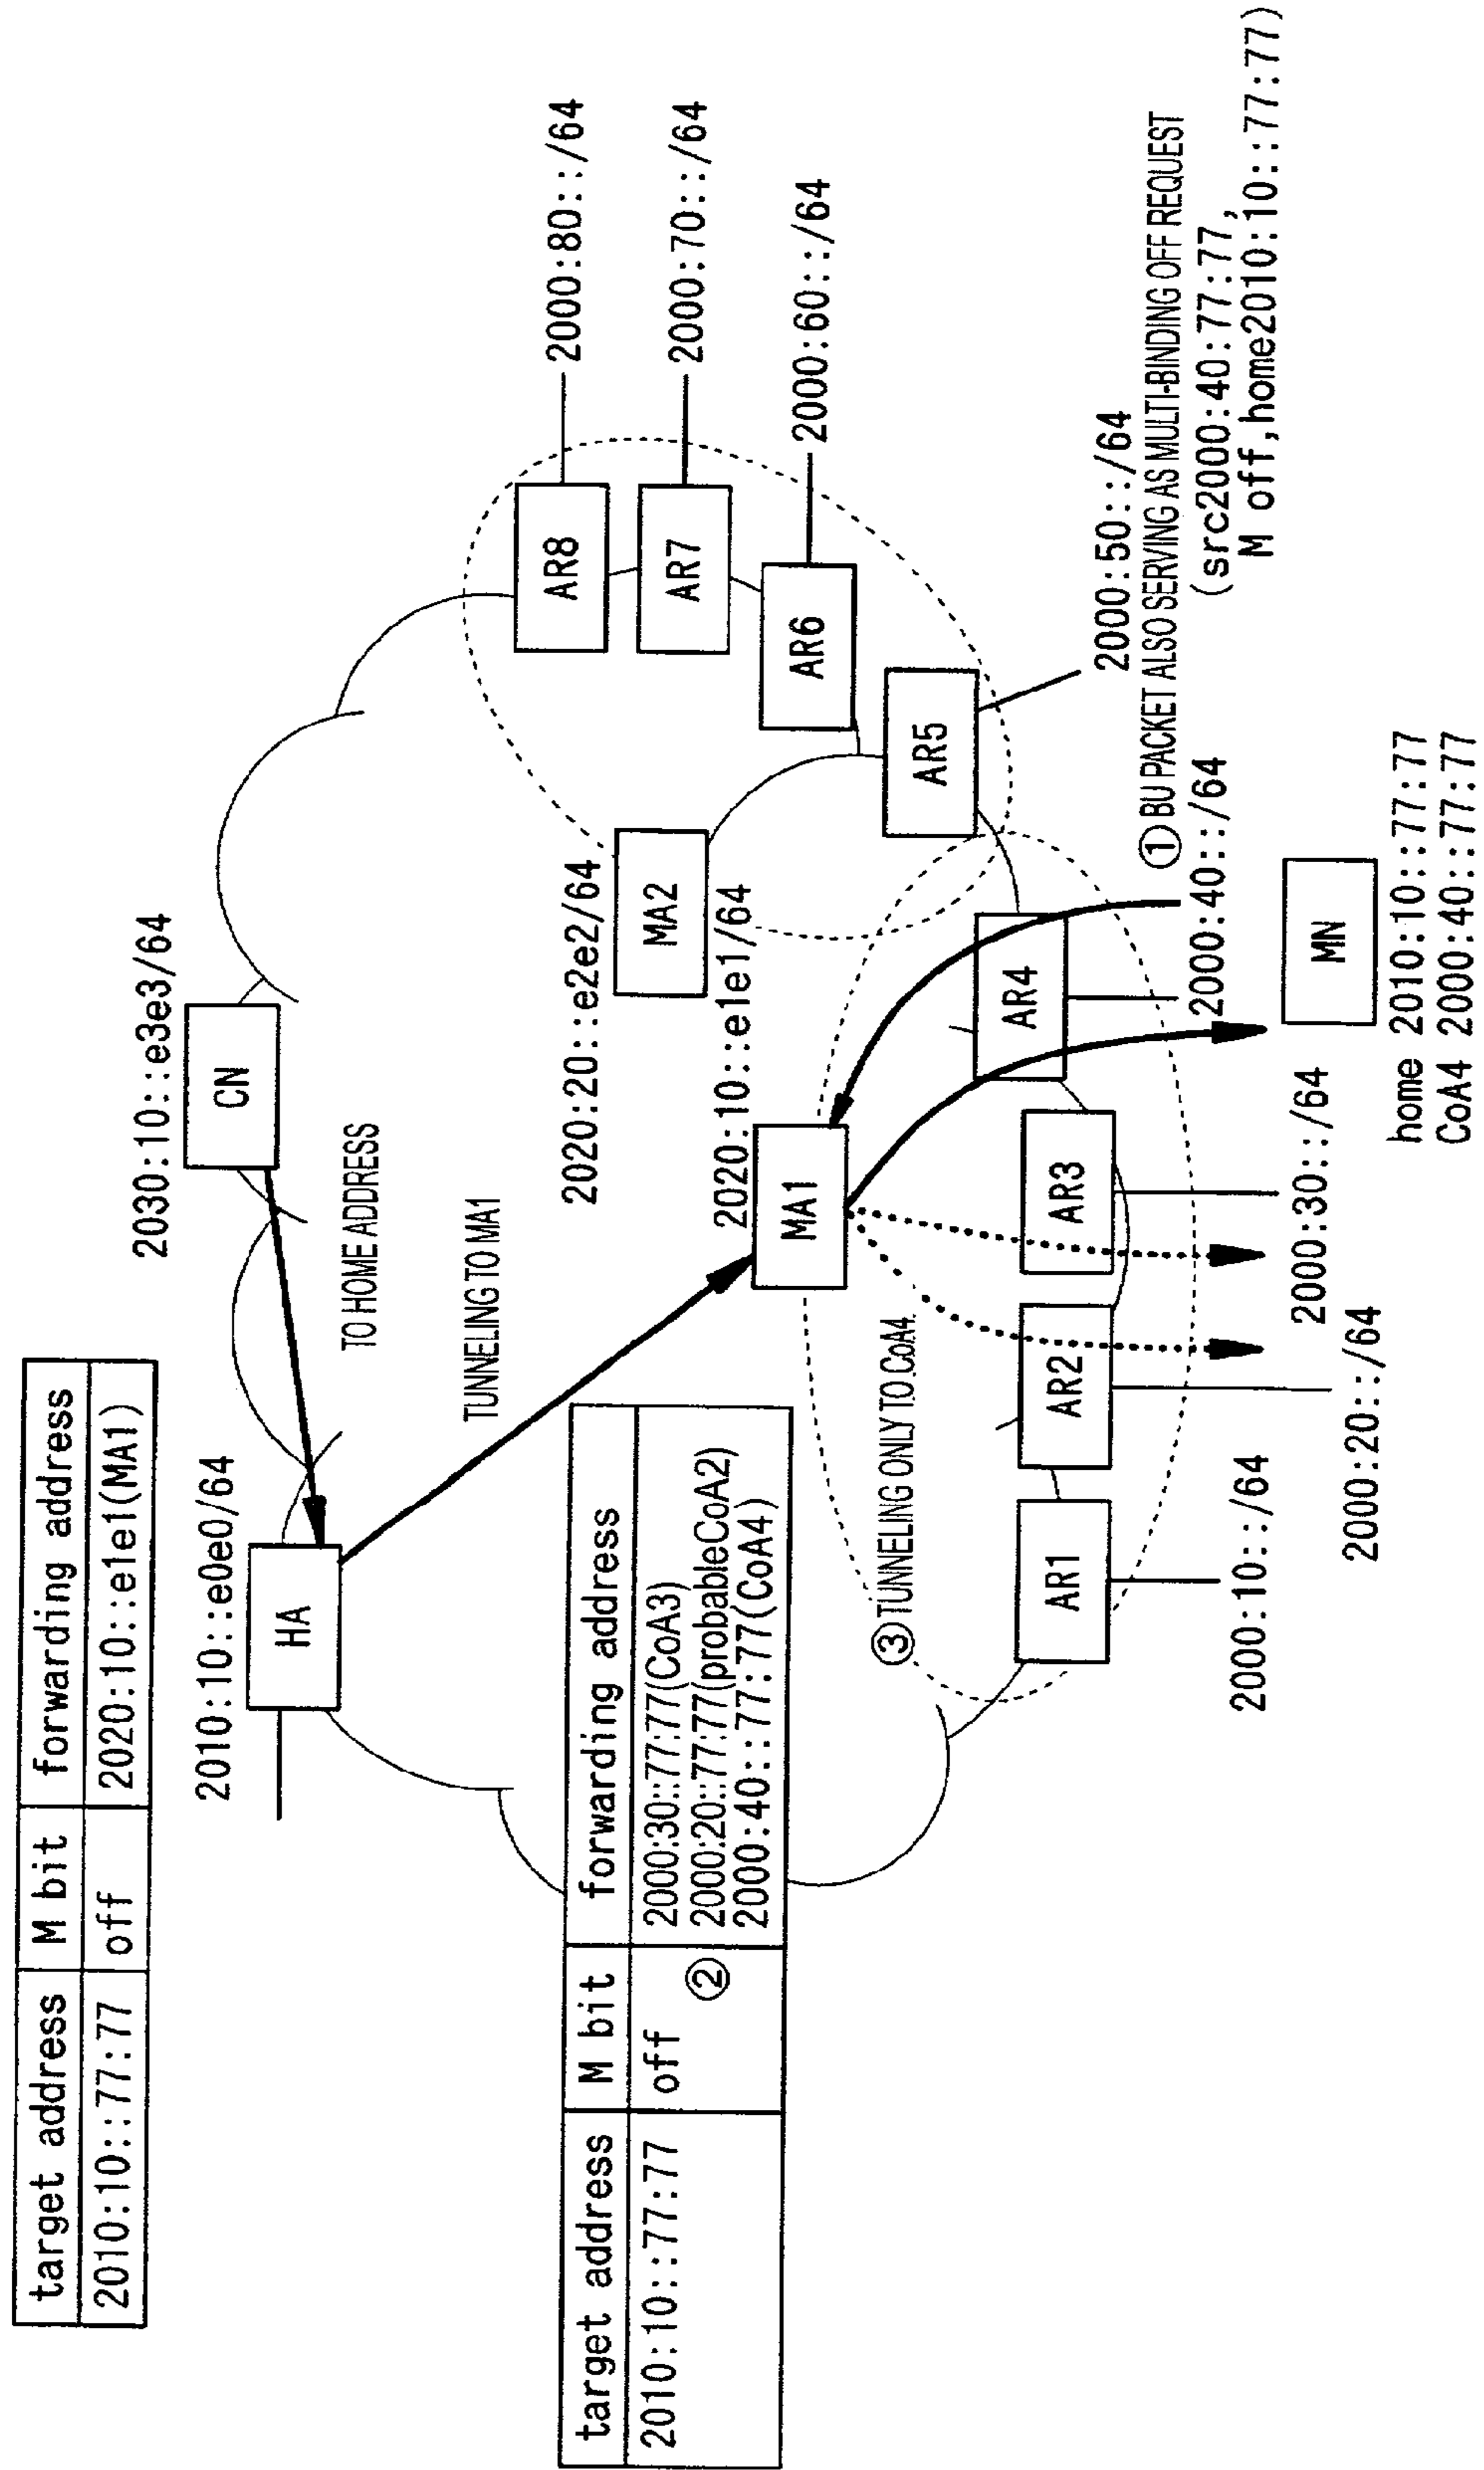 target address M bit forwarding address
2010:10::77:77 off 2020:10::e1e1(MA1)
2030:10::e3e3/64
CN
2010:10::e0e0/64
HA
TO HOME ADDRESS
TUNNELING TO MA1
AR8
2000:80::/64
AR7
2000:70::/64
AR6
2000:60::/64
2020:20::e2e2/64
MA2
2020:10::e1e1/64
MA1
AR5
2000:50::/64
target address M bit forwarding address
2010:10::77:77 off 2000:30::77:77(CoA3)
② 2000:20::77:77(probableCoA2)
2000:40::77:77(CoA4)
③TUNNELING ONLY TO CoA4
AR1
AR2
AR3
AR4
2000:10::/64
2000:20::/64
2000:30::/64
2000:40::/64
① BU PACKET ALSO SERVING AS MULTI-BINDING OFF REQUEST
(src2000:40:77:77,
M off,home2010:10::77:77)
MN
home 2010:10::77:77
CoA4 2000:40::77:77